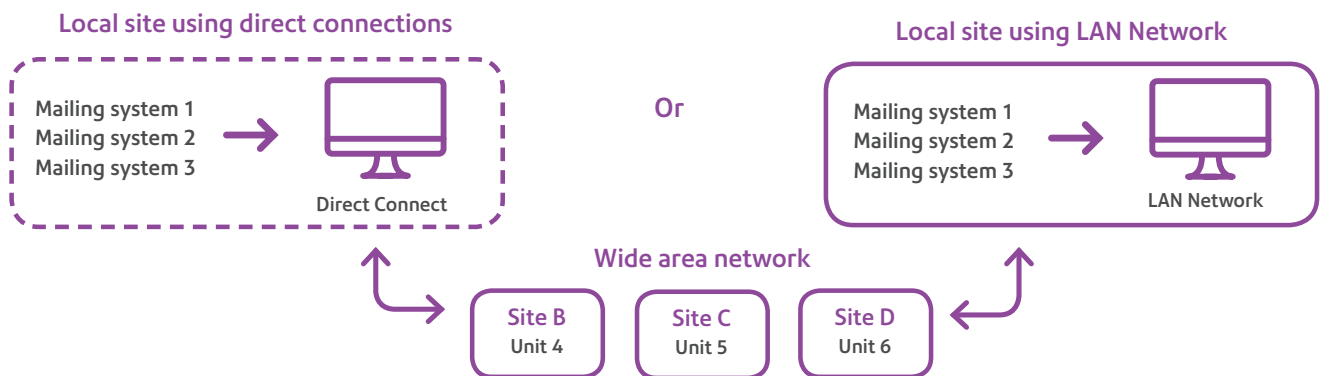 Local site using direct connections
Mailing system 1
Mailing system 2
Mailing system 3
Direct Connect
Or
Local site using LAN Network
Mailing system 1
Mailing system 2
Mailing system 3
LAN Network
Wide area network
Site B
Unit 4
Site C
Unit 5
Site D
Unit 6